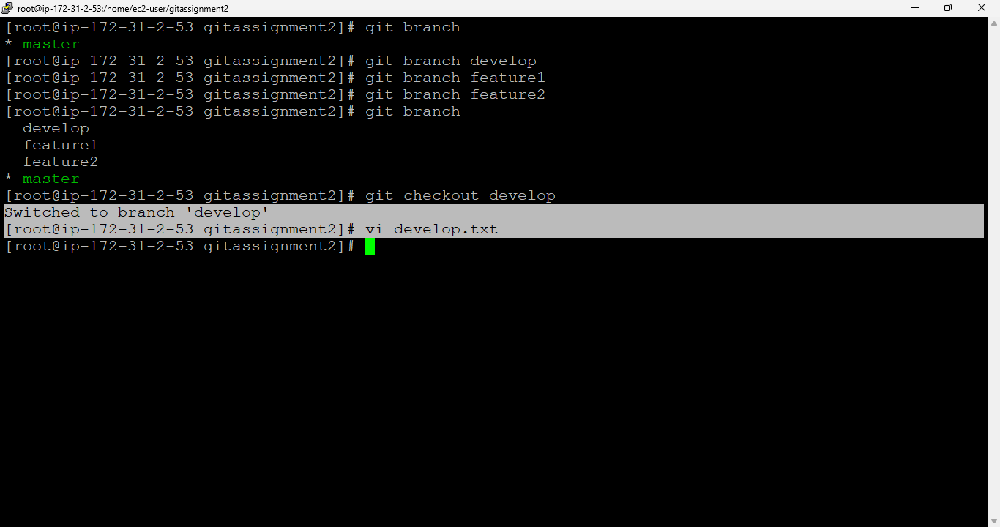 root@ip-172-31-2-53:/home/ec2-user/gitassignment2
[root@ip-172-31-2-53 gitassignment2]# git branch
* master
[root@ip-172-31-2-53 gitassignment2]# git branch develop
[root@ip-172-31-2-53 gitassignment2]# git branch feature1
[root@ip-172-31-2-53 gitassignment2]# git branch feature2
[root@ip-172-31-2-53 gitassignment2]# git branch
  develop
  feature1
  feature2
* master
[root@ip-172-31-2-53 gitassignment2]# git checkout develop
Switched to branch 'develop'
[root@ip-172-31-2-53 gitassignment2]# vi develop.txt
[root@ip-172-31-2-53 gitassignment2]#